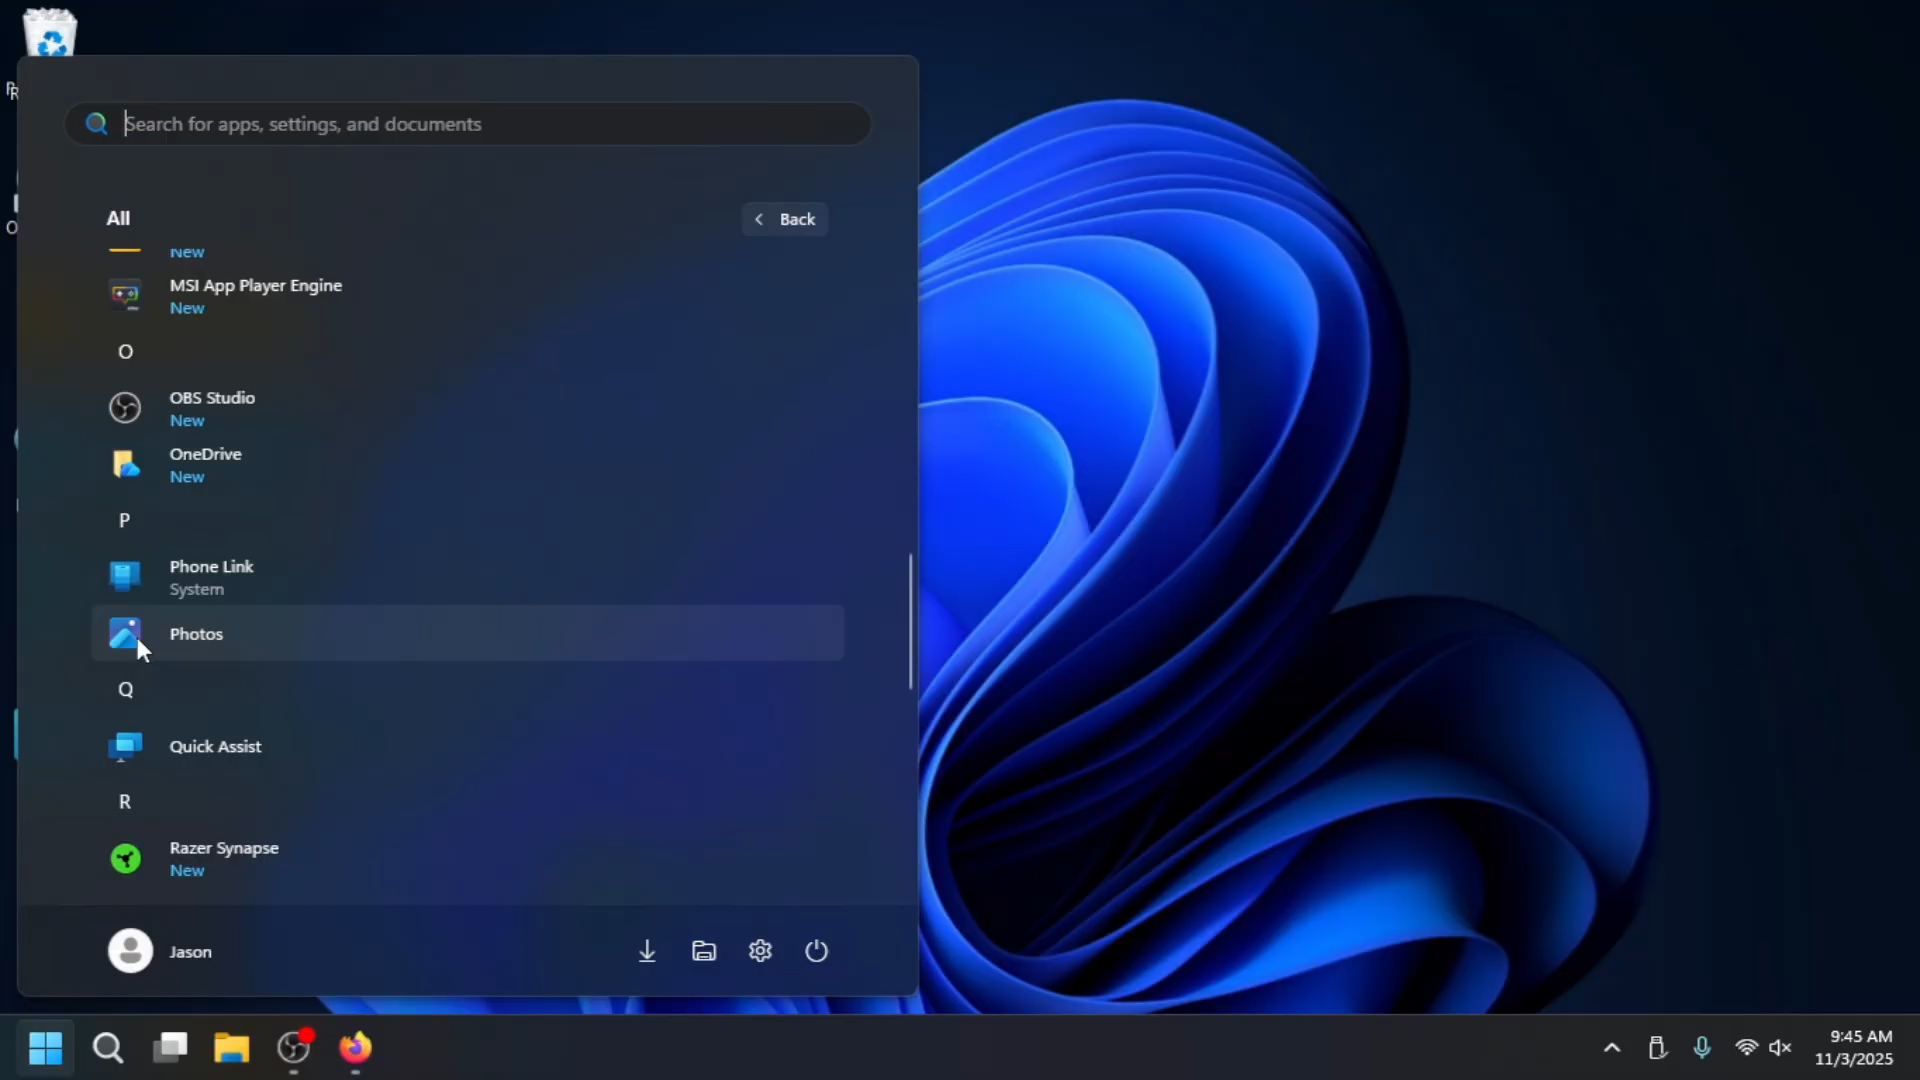 Search for apps, settings, and documents
All
Back
New
MSI App Player Engine
New
O
OBS Studio
New
OneDrive
New
P
Phone Link
System
Photos
Q
Quick Assist
R
Razer Synapse
New
Jason
9:45 AM
11/3/2025